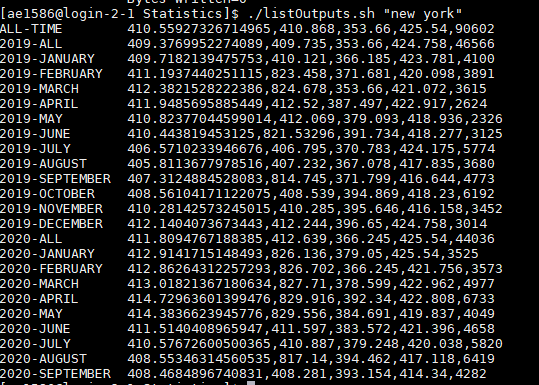 [ae1586@login-2-1 Statistics]$ ./listOutputs.sh "new york"
ALL-TIME 410.55927326714965,410.868,353.66,425.54,90602
2019-ALL 409.3769952274089,409.735,353.66,424.758,46566
2019-JANUARY 409.7182139475753,410.121,366.185,423.781,4100
2019-FEBRUARY 411.1937440251115,823.458,371.681,420.098,3891
2019-MARCH 412.3821528222386,824.678,353.66,421.072,3615
2019-APRIL 411.9485695885449,412.52,387.497,422.917,2624
2019-MAY 410.82377044599014,412.069,379.093,418.936,2326
2019-JUNE 410.443819453125,821.53296,391.734,418.277,3125
2019-JULY 406.5710233946676,406.795,370.783,424.175,5774
2019-AUGUST 405.8113677978516,407.232,367.078,417.835,3680
2019-SEPTEMBER 407.3124884528083,814.745,371.799,416.644,4773
2019-OCTOBER 408.56104171122075,408.539,394.869,418.23,6192
2019-NOVEMBER 410.28142573245015,410.285,395.646,416.158,3452
2019-DECEMBER 412.1404073673443,412.244,396.65,424.758,3014
2020-ALL 411.8094767188385,412.639,366.245,425.54,44036
2020-JANUARY 412.9141715148493,826.136,379.05,425.54,3525
2020-FEBRUARY 412.86264312257293,826.702,366.245,421.756,3573
2020-MARCH 413.01821367180634,827.71,378.599,422.962,4977
2020-APRIL 414.72963601399476,829.916,392.34,422.808,6733
2020-MAY 414.3836623945776,829.556,384.691,419.837,4049
2020-JUNE 411.5140408965947,411.597,383.572,421.396,4658
2020-JULY 410.57672600500365,410.887,379.248,420.038,5820
2020-AUGUST 408.55346314560535,817.14,394.462,417.118,6419
2020-SEPTEMBER 408.4684896740831,408.281,393.154,414.34,4282